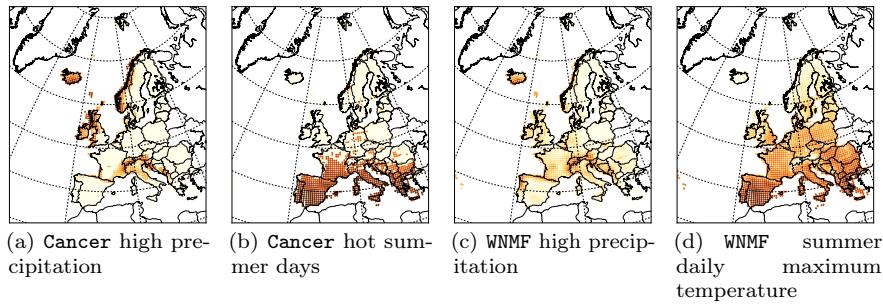 (a) Cancer high pre-
cipitation
(b) Cancer hot sum-
mer days
(c) WNMF high precip-
itation
(d) WNMF summer
daily maximum
temperature